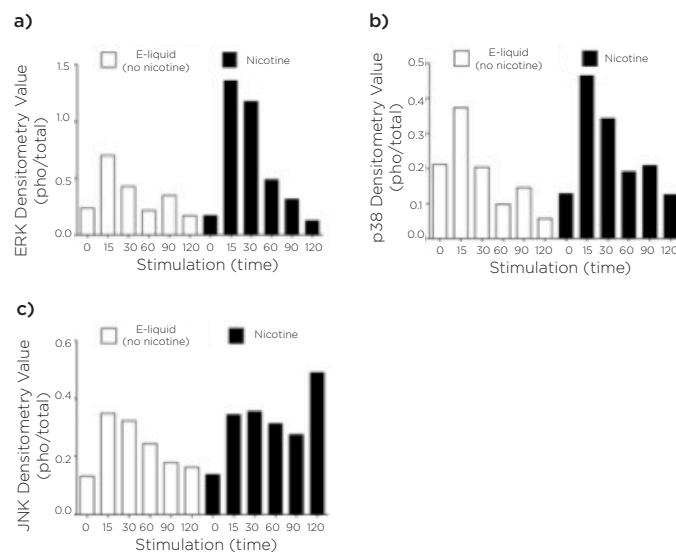 a)
E-liquid
(no nicotine)
Nicotine
ERK Densitometry Value
(pho/total)
1.5
1.0
0.5
0.0
0 15 30 60 90 120 0 15 30 60 90 120
Stimulation (time)
b)
E-liquid
(no nicotine)
Nicotine
p38 Densitometry Value
(pho/total)
0.5
0.4
0.3
0.2
0.1
0.0
0 15 30 60 90 120 0 15 30 60 90 120
Stimulation (time)
c)
E-liquid
(no nicotine)
Nicotine
JNK Densitometry Value
(pho/total)
0.6
0.4
0.2
0.0
0 15 30 60 90 120 0 15 30 60 90 120
Stimulation (time)